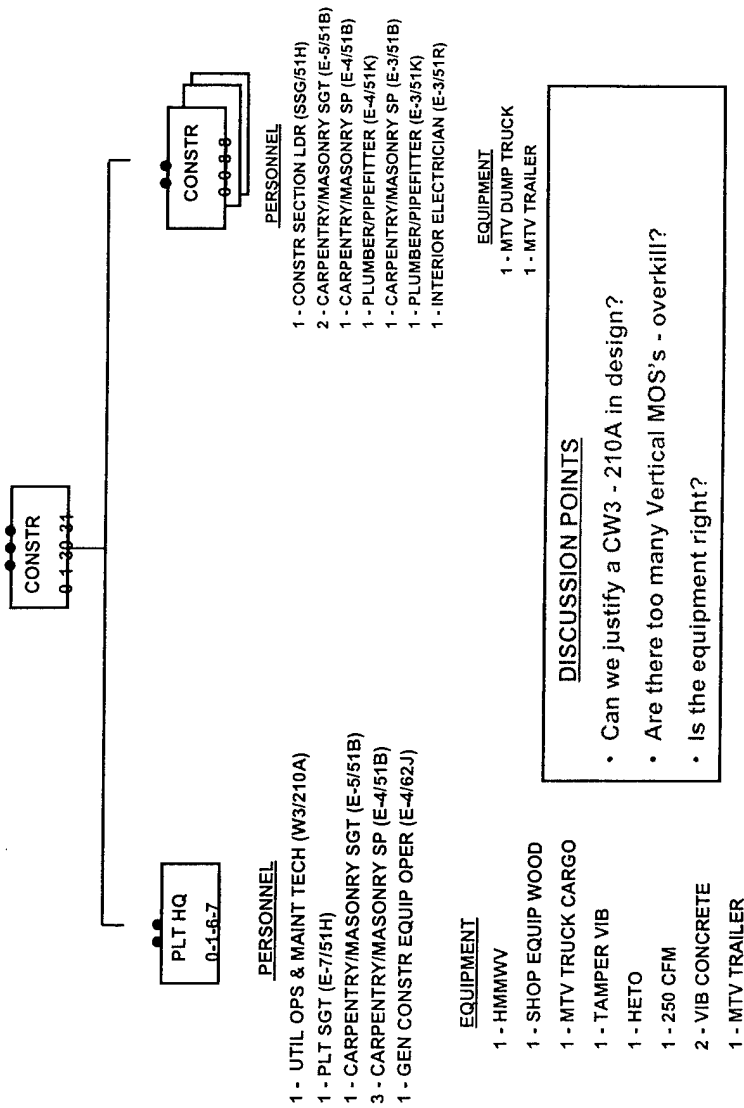 CONSTR
0-1-30-31
PLT HQ
0-1-6-7
PERSONNEL
1 - UTIL OPS & MAINT TECH (W3/210A)
1 - PLT SGT (E-7/51H)
1 - CARPENTRY/MASONRY SGT (E-5/51B)
3 - CARPENTRY/MASONRY SP (E-4/51B)
1 - GEN CONSTR EQUIP OPER (E-4/62J)
EQUIPMENT
1 - HMMWV
1 - SHOP EQUIP WOOD
1 - MTV TRUCK CARGO
1 - TAMPER VIB
1 - HETO
1 - 250 CFM
2 - VIB CONCRETE
1 - MTV TRAILER
CONSTR
0-0-8-8
PERSONNEL
1 - CONSTR SECTION LDR (SSG/51H)
2 - CARPENTRY/MASONRY SGT (E-5/51B)
1 - CARPENTRY/MASONRY SP (E-4/51B)
1 - PLUMBER/PIPEFITTER (E-4/51K)
1 - CARPENTRY/MASONRY SP (E-3/51B)
1 - PLUMBER/PIPEFITTER (E-3/51K)
1 - INTERIOR ELECTRICIAN (E-3/51R)
EQUIPMENT
1 - MTV DUMP TRUCK
1 - MTV TRAILER
DISCUSSION POINTS
• Can we justify a CW3 - 210A in design?
• Are there too many Vertical MOS's - overkill?
• Is the equipment right?